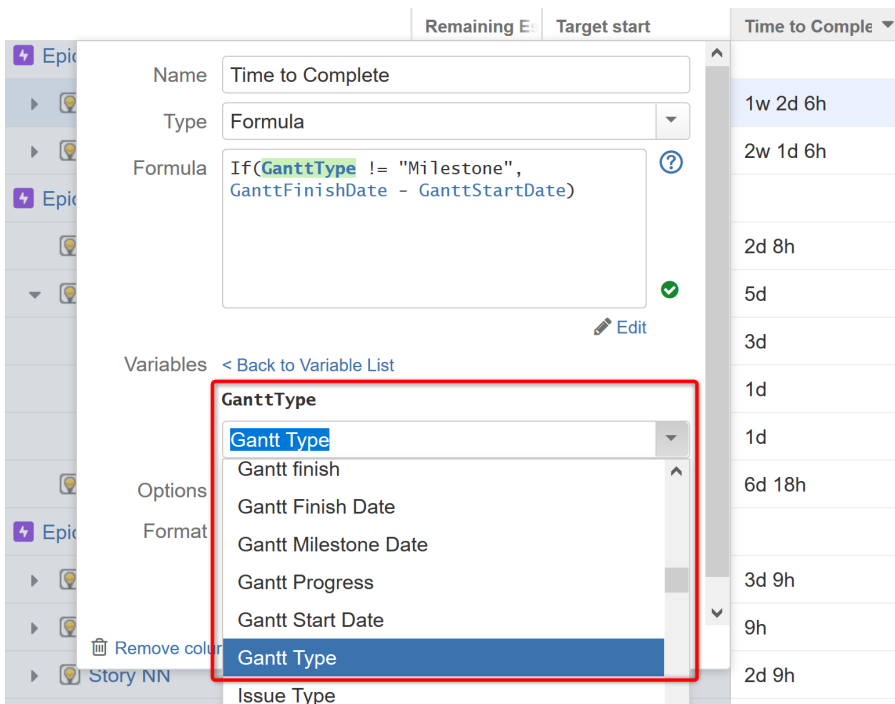 Remaining Es
Target start
Time to Comple
Epic
Name
Time to Complete
1w 2d 6h
Type
Formula
2w 1d 6h
Formula
If(GanttType != "Milestone",
GanttFinishDate - GanttStartDate)
Epic
2d 8h
5d
Edit
3d
Variables
< Back to Variable List
1d
GanttType
Gantt Type
1d
Gantt finish
Options
6d 18h
Gantt Finish Date
Epic
Format
Gantt Milestone Date
Gantt Progress
3d 9h
Gantt Start Date
9h
Remove colu
Gantt Type
Story NN
2d 9h
Issue Type